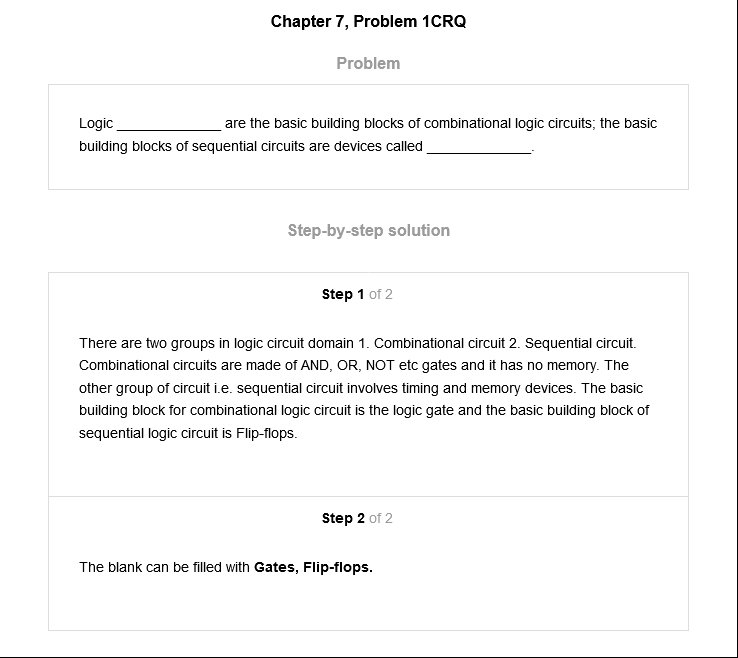 Chapter 7, Problem 1CRQ
Problem
Logic _____________ are the basic building blocks of combinational logic circuits; the basic
building blocks of sequential circuits are devices called _____________.
Step-by-step solution
Step 1 of 2
There are two groups in logic circuit domain 1. Combinational circuit 2. Sequential circuit.
Combinational circuits are made of AND, OR, NOT etc gates and it has no memory. The
other group of circuit i.e. sequential circuit involves timing and memory devices. The basic
building block for combinational logic circuit is the logic gate and the basic building block of
sequential logic circuit is Flip-flops.
Step 2 of 2
The blank can be filled with Gates, Flip-flops.